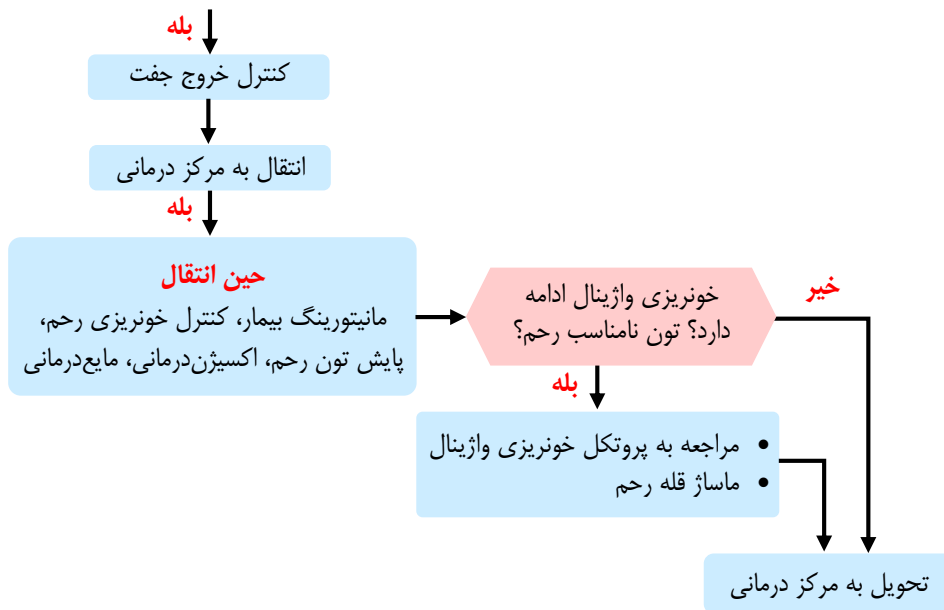 بله
کنترل خروج جفت
انتقال به مرکز درمانی
بله
حین انتقال
مانیتورینگ بیمار، کنترل خونریزی رحم،
پایش تون رحم، اکسیژن‌درمانی، مایع‌درمانی
خونریزی واژینال ادامه
دارد؟ تون نامناسب رحم؟
خیر
بله
• مراجعه به پروتکل خونریزی واژینال
• ماساژ قله رحم
تحویل به مرکز درمانی